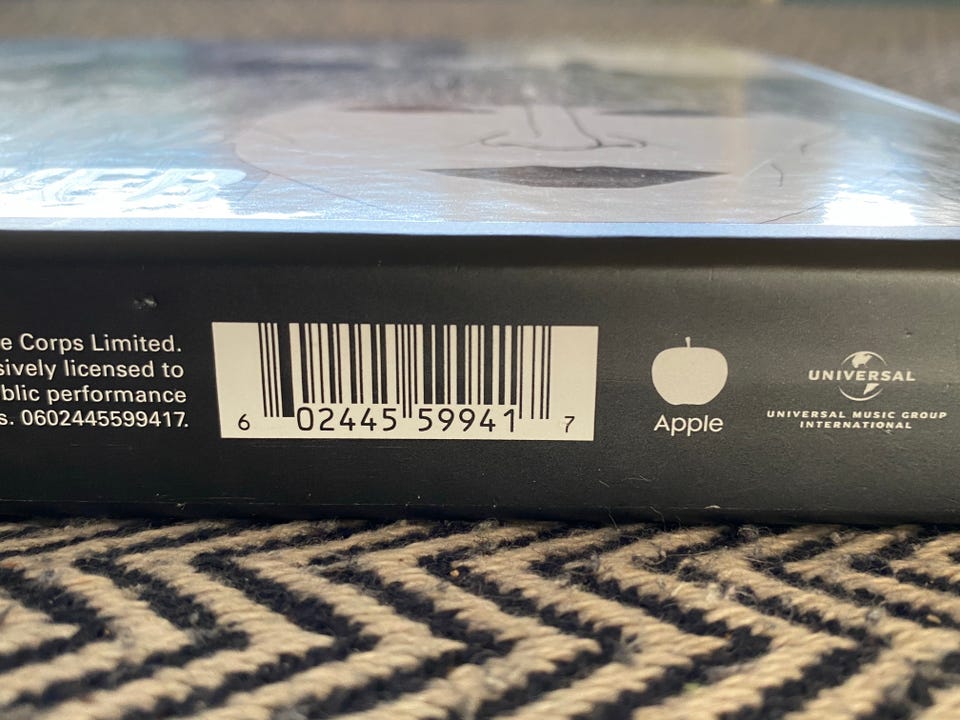 e Corps Limited.
sively licensed to
blic performance
s. 0602445599417.
6 02445 59941 7
Apple
UNIVERSAL
UNIVERSAL MUSIC GROUP
INTERNATIONAL